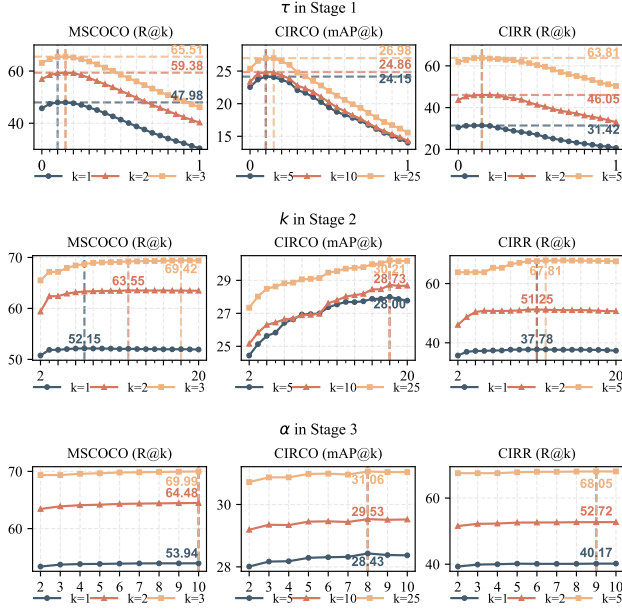 τ in Stage 1
MSCOCO (R@k)
CIRCO (mAP@k)
CIRR (R@k)
60
40
65.51
59.38
47.98
0
1
k=1
k=2
k=3
25
20
15
26.98
24.86
24.15
0
1
k=5
k=10
k=25
60
40
20
63.81
46.05
31.42
0
1
k=1
k=2
k=5
k in Stage 2
MSCOCO (R@k)
CIRCO (mAP@k)
CIRR (R@k)
70
60
50
69.42
63.55
52.15
2
20
k=1
k=2
k=3
29
27
25
30.21
28.73
28.00
2
20
k=5
k=10
k=25
60
40
67.81
51.25
37.78
2
20
k=1
k=2
k=5
α in Stage 3
MSCOCO (R@k)
CIRCO (mAP@k)
CIRR (R@k)
70
60
69.99
64.48
53.94
2 3 4 5 6 7 8 9 10
k=1
k=2
k=3
30
28
31.06
29.53
28.43
2 3 4 5 6 7 8 9 10
k=5
k=10
k=25
60
40
68.05
52.72
40.17
2 3 4 5 6 7 8 9 10
k=1
k=2
k=5